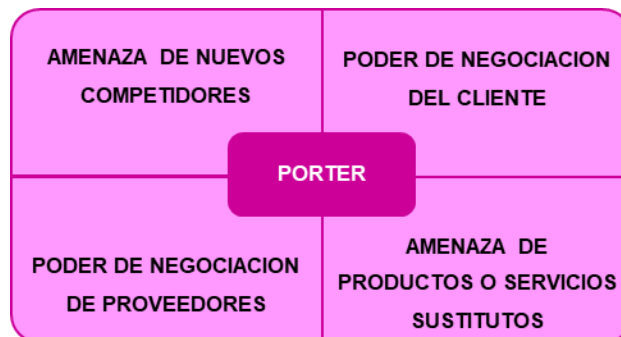 AMENAZA DE NUEVOS
COMPETIDORES
PODER DE NEGOCIACION
DEL CLIENTE
PORTER
PODER DE NEGOCIACION
DE PROVEEDORES
AMENAZA DE
PRODUCTOS O SERVICIOS
SUSTITUTOS